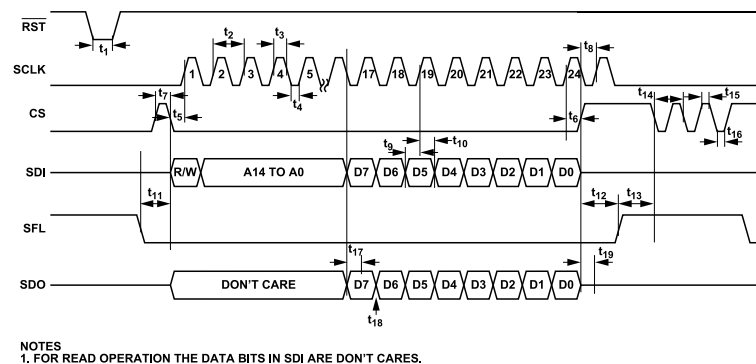 RST
t1
SCLK
t2
t3
t8
1 2 3 4 5 17 18 19 20 21 22 23 24
t4
t7
t14
t15
CS
t5
t6
t16
t9
t10
SDI
R/W A14 TO A0 D7 D6 D5 D4 D3 D2 D1 D0
t11
t12
t13
SFL
t17
t19
SDO
DON'T CARE D7 D6 D5 D4 D3 D2 D1 D0
t18
NOTES
1. FOR READ OPERATION THE DATA BITS IN SDI ARE DON'T CARES.